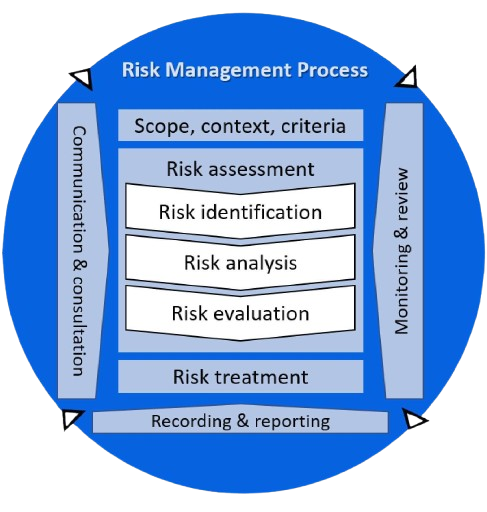 Risk Management Process
Scope, context, criteria
Risk assessment
Risk identification
Risk analysis
Risk evaluation
Risk treatment
Communication & consultation
Monitoring & review
Recording & reporting